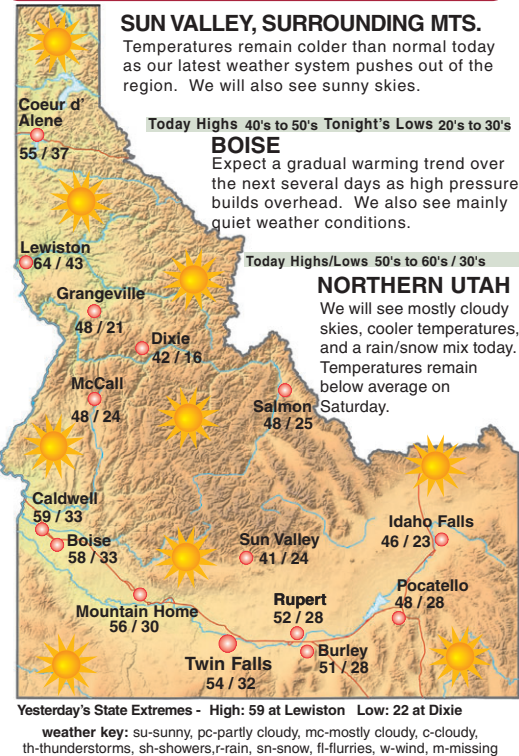 SUN VALLEY, SURROUNDING MTS.
Temperatures remain colder than normal today
as our latest weather system pushes out of the
region. We will also see sunny skies.
Today Highs 40's to 50's Tonight's Lows 20's to 30's
BOISE
Expect a gradual warming trend over
the next several days as high pressure
builds overhead. We also see mainly
quiet weather conditions.
Today Highs/Lows 50's to 60's / 30's
NORTHERN UTAH
We will see mostly cloudy
skies, cooler temperatures,
and a rain/snow mix today.
Temperatures remain
below average on
Saturday.
Coeur d'
Alene
55 / 37
Lewiston
64 / 43
Grangeville
48 / 21
Dixie
42 / 16
McCall
48 / 24
Salmon
48 / 25
Caldwell
59 / 33
Boise
58 / 33
Sun Valley
41 / 24
Idaho Falls
46 / 23
Mountain Home
56 / 30
Rupert
52 / 28
Pocatello
48 / 28
Burley
51 / 28
Twin Falls
54 / 32
Yesterday's State Extremes - High: 59 at Lewiston Low: 22 at Dixie
weather key: su-sunny, pc-partly cloudy, mc-mostly cloudy, c-cloudy,
th-thunderstorms, sh-showers,r-rain, sn-snow, fl-flurries, w-wind, m-missing